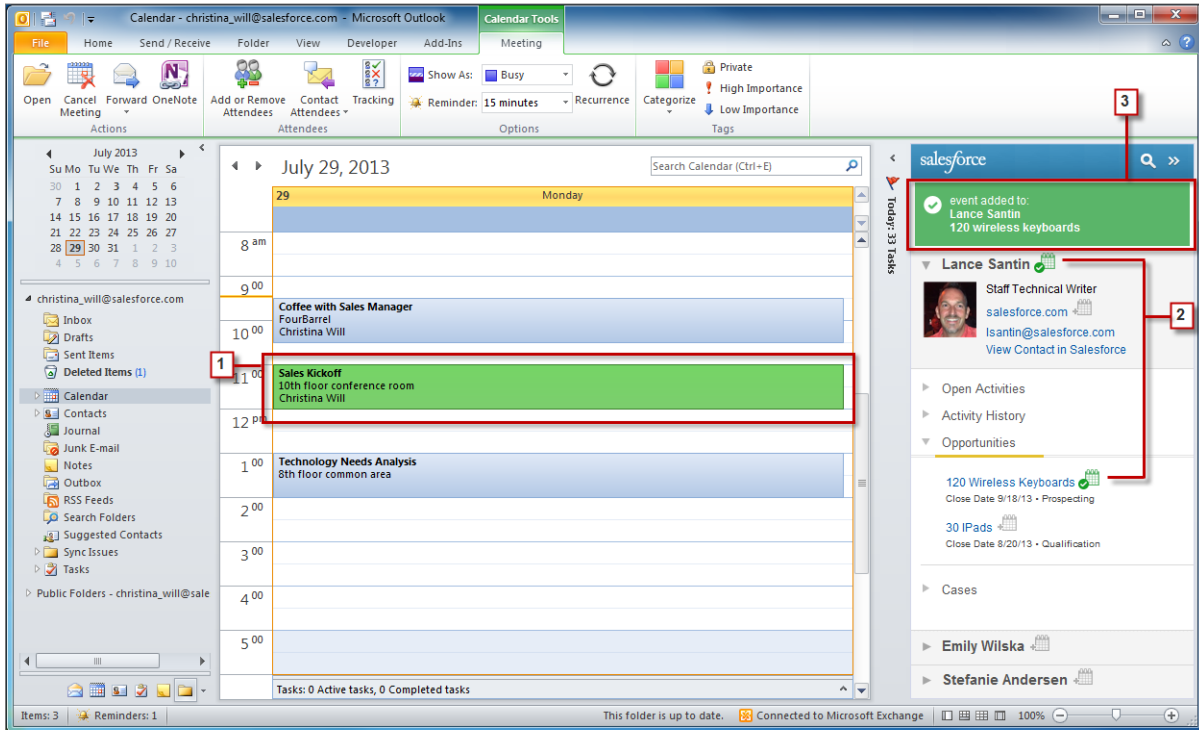 Calendar - christina_will@salesforce.com - Microsoft Outlook
Calendar Tools
File Home Send / Receive Folder View Developer Add-Ins Meeting
Open
Cancel Meeting
Forward
OneNote
Actions
Add or Remove Attendees
Contact Attendees
Tracking
Attendees
Show As: Busy
Reminder: 15 minutes
Recurrence
Options
Categorize
Private
High Importance
Low Importance
Tags
July 2013
Su Mo Tu We Th Fr Sa
30 1 2 3 4 5 6
7 8 9 10 11 12 13
14 15 16 17 18 19 20
21 22 23 24 25 26 27
28 29 30 31 1 2 3
4 5 6 7 8 9 10
christina_will@salesforce.com
Inbox
Drafts
Sent Items
Deleted Items (1)
Calendar
Contacts
Journal
Junk E-mail
Notes
Outbox
RSS Feeds
Search Folders
Suggested Contacts
Sync Issues
Tasks
Public Folders - christina_will@sale
July 29, 2013
Search Calendar (Ctrl+E)
29 Monday
8 am
9 00
Coffee with Sales Manager
FourBarrel
10 00
Christina Will
1
11 00
Sales Kickoff
10th floor conference room
Christina Will
12 pm
1 00
Technology Needs Analysis
8th floor common area
2 00
3 00
4 00
5 00
Tasks: 0 Active tasks, 0 Completed tasks
Today: 33 Tasks
3
salesforce
event added to:
Lance Santin
120 wireless keyboards
Lance Santin
Staff Technical Writer
salesforce.com
lsantin@salesforce.com
View Contact in Salesforce
2
Open Activities
Activity History
Opportunities
120 Wireless Keyboards
Close Date 9/18/13 • Prospecting
30 IPads
Close Date 8/20/13 • Qualification
Cases
Emily Wilska
Stefanie Andersen
Items: 3
Reminders: 1
This folder is up to date.
Connected to Microsoft Exchange
100%